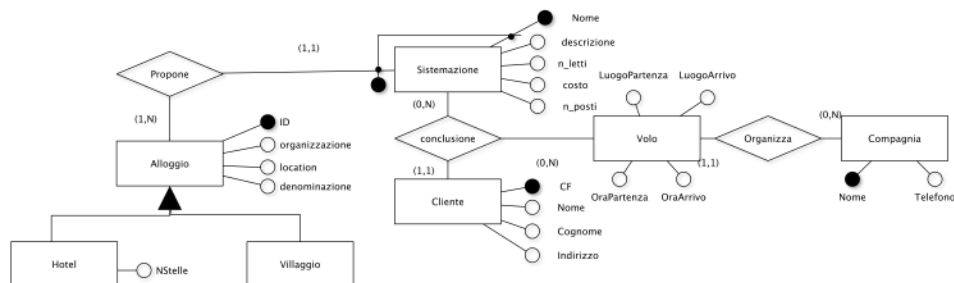 Nome
(1,1)
descrizione
Propone
Sistemazione
n_letti
LuogoPartenza
LuogoArrivo
costo
n_posti
(1,N)
(0,N)
(0,N)
ID
organizzazione
Alloggio
conclusione
Volo
Organizza
Compagnia
location
(1,1)
(0,N)
(1,1)
denominazione
CF
Cliente
Nome
OraPartenza
OraArrivo
Nome
Telefono
Cognome
Hotel
NStelle
Villaggio
Indirizzo